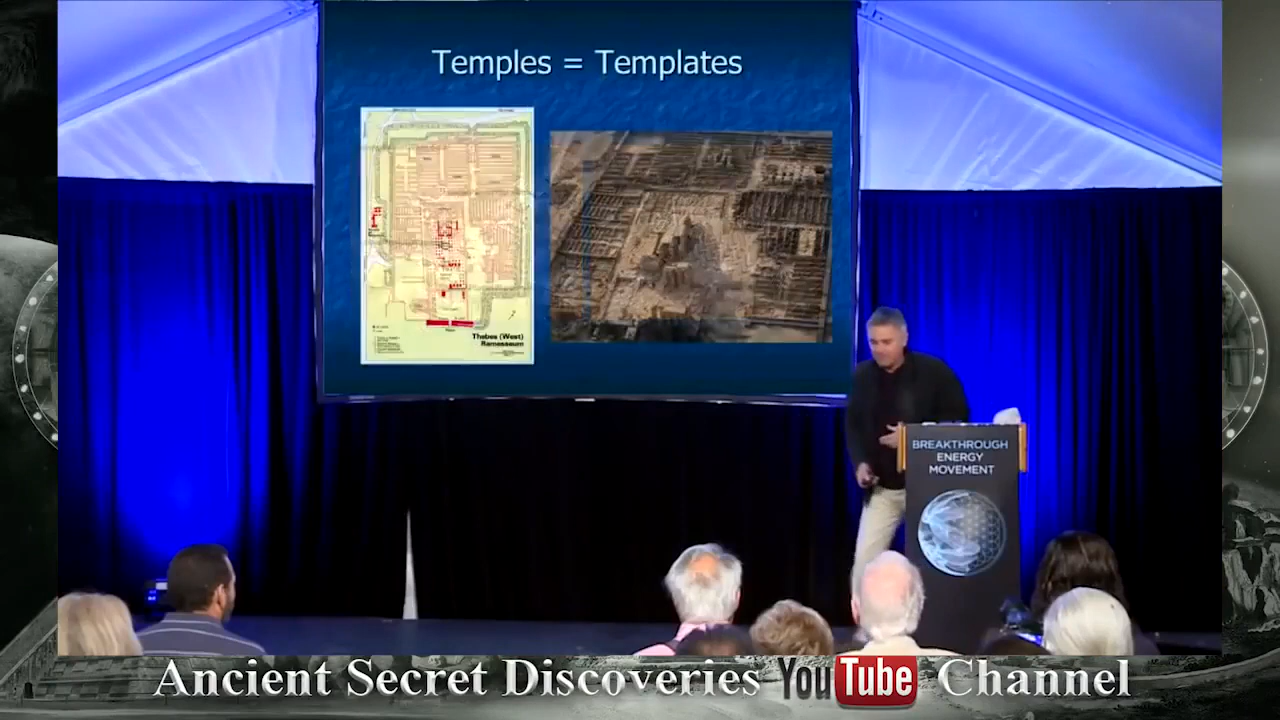 Temples = Templates
Thebes (West)
Ramesseum
BREAKTHROUGH
ENERGY
MOVEMENT
Ancient Secret Discoveries YouTube Channel